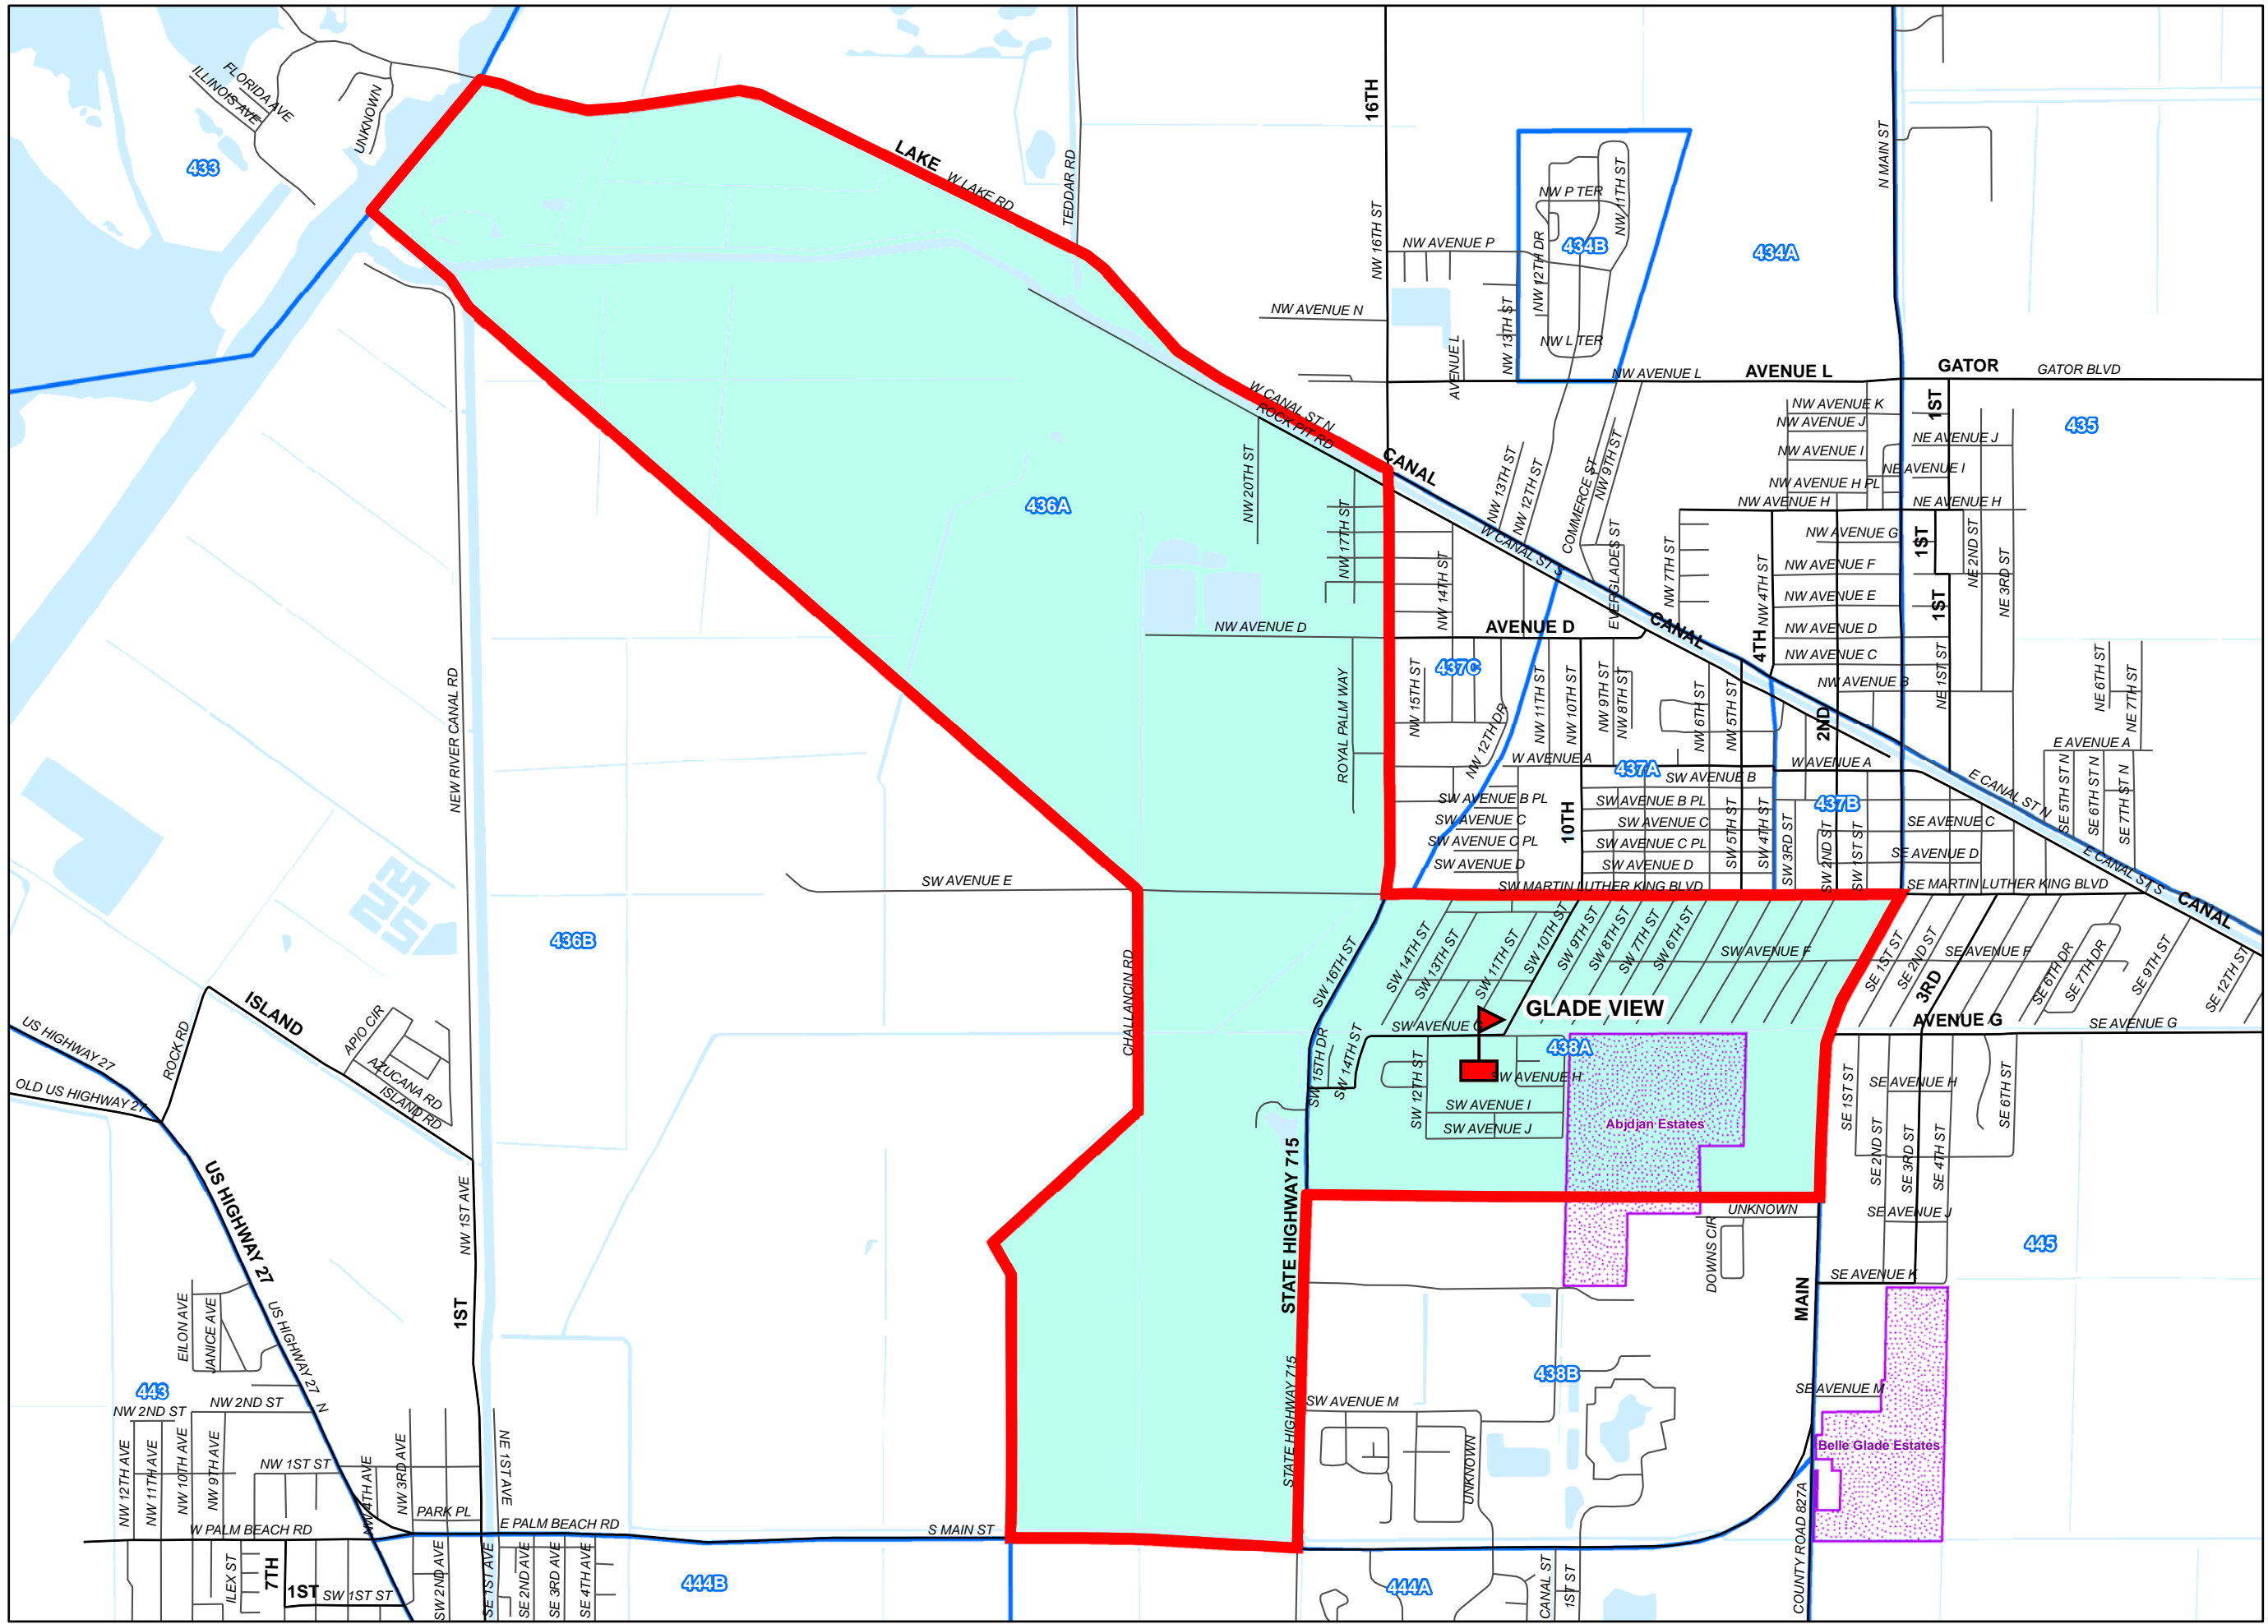 FLORIDA AVE
ILLINOIS AVE
UNKNOWN
433
LAKE
W LAKE RD
TEDDAR RD
16TH
NW 16TH ST
N MAIN ST
NW P TER
NW 11TH ST
434B
NW 12TH DR
434A
NW AVENUE P
NW AVENUE N
NW 13TH ST
AVENUE L
NW L TER
NW AVENUE L
AVENUE L
GATOR
GATOR BLVD
W CANAL ST N
ROCK PIT RD
CANAL
NW 20TH ST
NW 17TH ST
436A
NW 13TH ST
NW 12TH ST
COMMERCE ST
NW 9TH ST
W CANAL ST S
EVERGLADES ST
NW AVENUE K
NW AVENUE J
NW AVENUE I
NW AVENUE H PL
NW AVENUE H
1ST
NE AVENUE J
NE AVENUE I
NE AVENUE H
435
NW AVENUE G
1ST
NE 2ND ST
NE 3RD ST
NW 7TH ST
NW 4TH ST
NW AVENUE F
NW AVENUE E
NW AVENUE D
NW AVENUE C
1ST
NW 14TH ST
NW AVENUE D
AVENUE D
CANAL
4TH
NW AVENUE B
NE 1ST ST
NE 6TH ST
NE 7TH ST
437C
NW 15TH ST
ROYAL PALM WAY
NW 12TH DR
NW 11TH ST
NW 10TH ST
NW 9TH ST
NW 8TH ST
NW 6TH ST
NW 5TH ST
2ND
NEW RIVER CANAL RD
W AVENUE A
437A
W AVENUE A
E AVENUE A
SW AVENUE B
SW AVENUE B PL
SW AVENUE B PL
437B
E CANAL ST N
SE 5TH ST N
SE 6TH ST N
SE 7TH ST N
SW AVENUE C
SW AVENUE C
SE AVENUE C
10TH
SW AVENUE C PL
SW AVENUE C PL
SW AVENUE D
SW AVENUE D
SW 5TH ST
SW 4TH ST
SW 3RD ST
SW 2ND ST
SW 1ST ST
SE AVENUE D
E CANAL ST S
SW AVENUE E
SW MARTIN LUTHER KING BLVD
SE MARTIN LUTHER KING BLVD
CANAL
436B
CHALLANCIN RD
SW 16TH ST
SW 14TH ST
SW 13TH ST
SW 11TH ST
SW 10TH ST
SW 9TH ST
SW 8TH ST
SW 7TH ST
SW 6TH ST
SW AVENUE F
SE 1ST ST
SE 2ND ST
SE AVENUE F
3RD
SE 6TH DR
SE 7TH DR
SE 9TH ST
SE 12TH ST
GLADE VIEW
AVENUE G
SE AVENUE G
SW AVENUE G
438A
SW 15TH DR
SW 14TH ST
SW 12TH ST
SW AVENUE H
SW AVENUE I
SW AVENUE J
Abjdjan Estates
SE 1ST ST
SE AVENUE H
SE 6TH ST
SE 2ND ST
SE 3RD ST
SE 4TH ST
SE AVENUE J
445
SE AVENUE K
ISLAND
APIO CIR
AZUCANA RD
ISLAND RD
ROCK RD
US HIGHWAY 27
OLD US HIGHWAY 27
US HIGHWAY 27
US HIGHWAY 27 N
NW 1ST AVE
1ST
STATE HIGHWAY 715
STATE HIGHWAY 715
UNKNOWN
DOWNS CIR
MAIN
438B
SE AVENUE M
Belle Glade Estates
SW AVENUE M
UNKNOWN
COUNTY ROAD 827A
EILON AVE
JANICE AVE
443
NW 2ND ST
NW 2ND ST
NW 12TH AVE
NW 11TH AVE
NW 10TH AVE
NW 9TH AVE
NW 1ST ST
NW 4TH AVE
NW 3RD AVE
NE 1ST AVE
PARK PL
W PALM BEACH RD
E PALM BEACH RD
S MAIN ST
ILEX ST
7TH
1ST
SW 1ST ST
SW 2ND AVE
SE 1ST AVE
SE 2ND AVE
SE 3RD AVE
SE 4TH AVE
444B
444A
CANAL ST
1ST ST